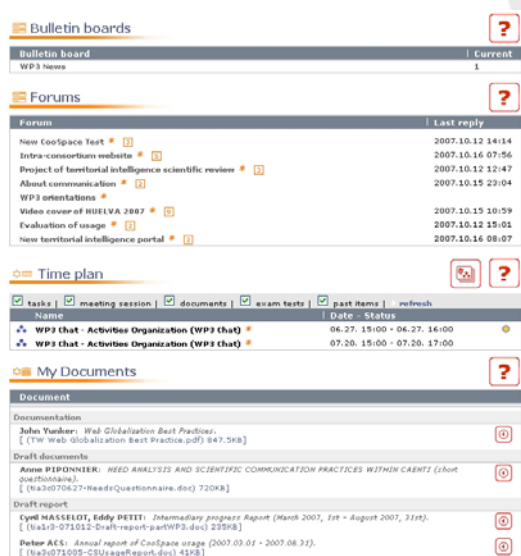 Bulletin boards
?
Bulletin board | Current
WP3 News 1
Forums
?
Forum | Last reply
New CooSpace Test * 3 2007.10.12 14:14
Intra-consortium website * 2007.10.16 07:56
Project of territorial intelligence scientific review * 2007.10.12 12:47
About communication * 2 2007.10.15 23:04
WP3 orientations *
Video cover of HUELVA 2007 * 2007.10.15 10:59
Evaluation of usage * 2007.10.12 15:01
New territorial intelligence portal * 2 2007.10.16 08:07
Time plan
?
tasks | meeting session | documents | exam tests | past items | refresh
Name | Date - Status
WP3 Chat - Activities Organization (WP3 Chat) * 06.27. 15:00 - 06.27. 16:00
WP3 Chat - Activities Organization (WP3 Chat) * 07.20. 15:00 - 07.20. 17:00
My Documents
?
Document
Documentation
John Yunker: Web Globalization Best Practices.
[ (TW Web Globalization Best Practice.pdf) 847.5KB]
Draft documents
Anne PIPONNIER: NEED ANALYSIS AND SCIENTIFIC COMMUNICATION PRACTICES WITHIN CAENTI (short
questionnaire).
[ (tia3c070627-NeedsQuestionnaire.doc) 720KB]
Draft report
Cyril MASSELOT, Eddy PETIT: Intermediary progress Report (March 2007, 1st - August 2007, 31st).
[ (tia1r3-071012-Draft-report-partWP3.doc) 235KB]
Peter ACS: Annual report of CooSpace usage (2007.03.01 - 2007.08.31).
[ (tia3c071005-CSUsageReport.doc) 41KB]